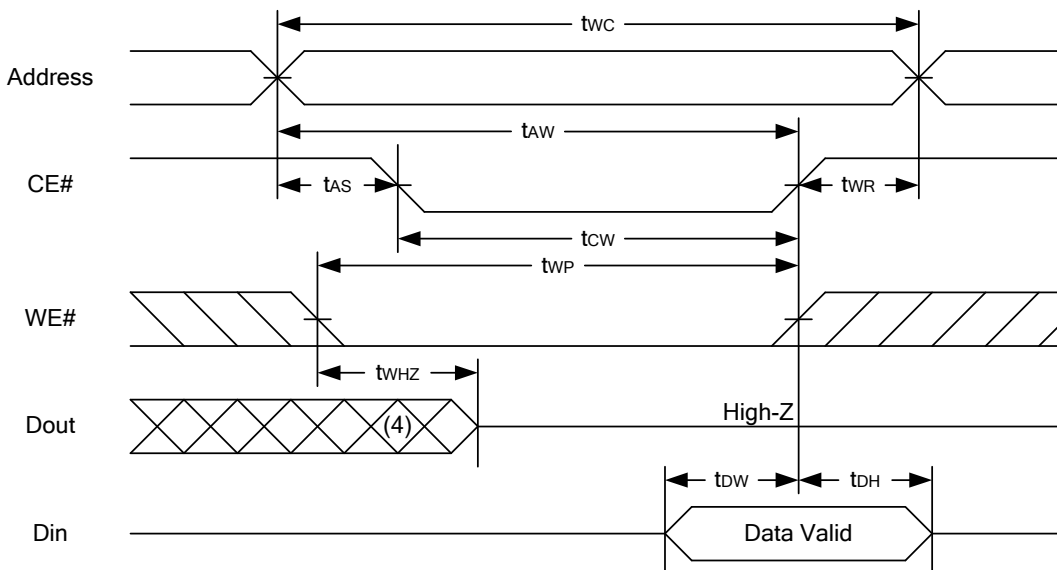 tWC
Address
tAW
CE#
tAS
tWR
tCW
tWP
WE#
tWHZ
Dout
(4)
High-Z
tDW
tDH
Din
Data Valid